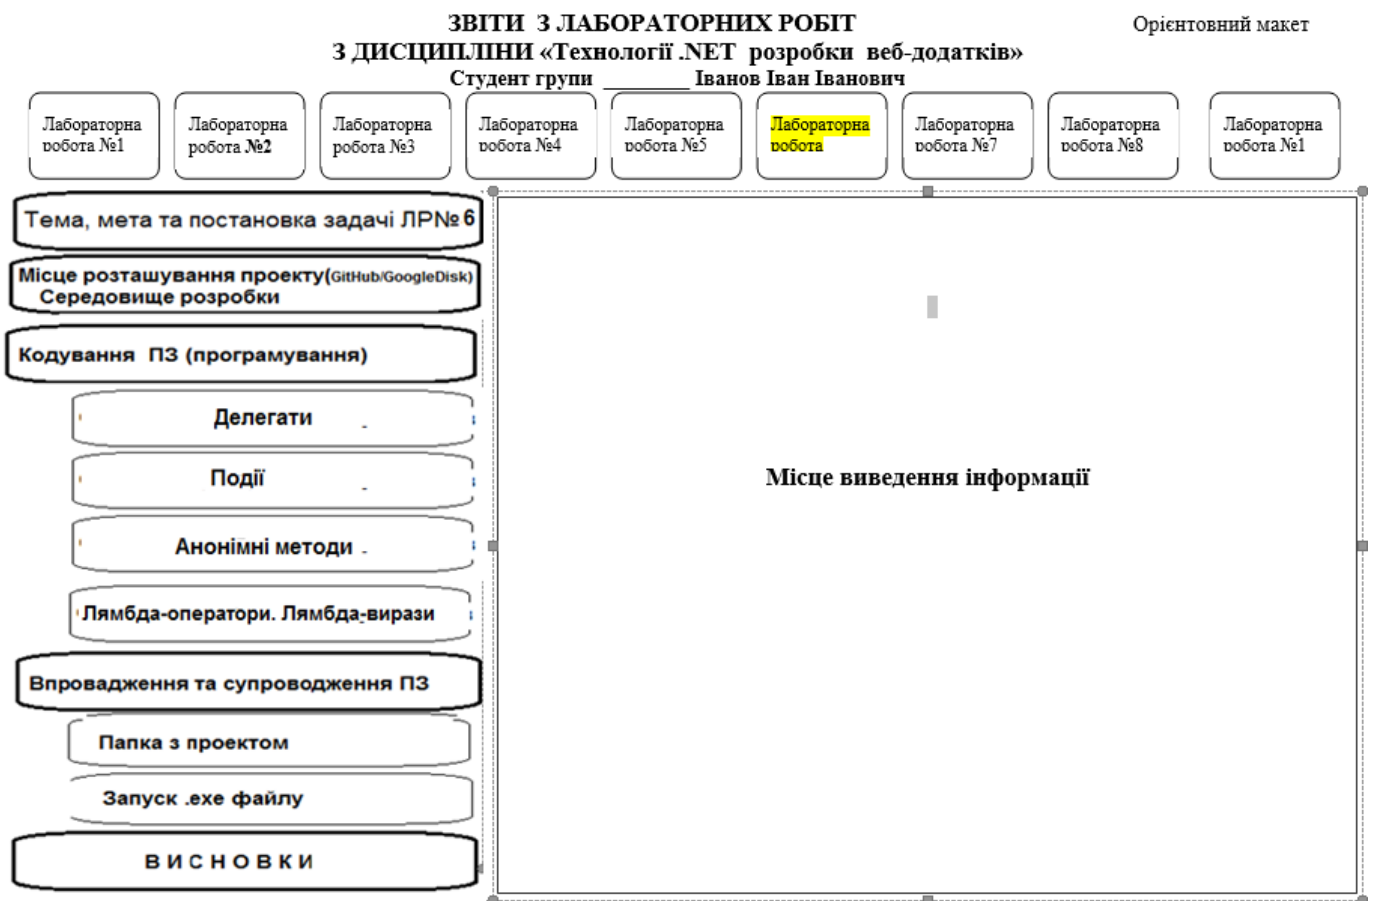 ЗВІТИ З ЛАБОРАТОРНИХ РОБІТ
Орієнтовний макет
З ДИСЦИПЛІНИ «Технології .NET розробки веб-додатків»
Студент групи ________ Іванов Іван Іванович
Лабораторна
робота №1
Лабораторна
робота №2
Лабораторна
робота №3
Лабораторна
робота №4
Лабораторна
робота №5
Лабораторна
робота
Лабораторна
робота №7
Лабораторна
робота №8
Лабораторна
робота №1
Тема, мета та постановка задачі ЛР№ 6
Місце розташування проекту(GitHub/GoogleDisk)
Середовище розробки
Кодування ПЗ (програмування)
Делегати
Події
Анонімні методи
Лямбда-оператори. Лямбда-вирази
Впровадження та супроводження ПЗ
Папка з проектом
Запуск .exe файлу
В И С Н О В К И
Місце виведення інформації